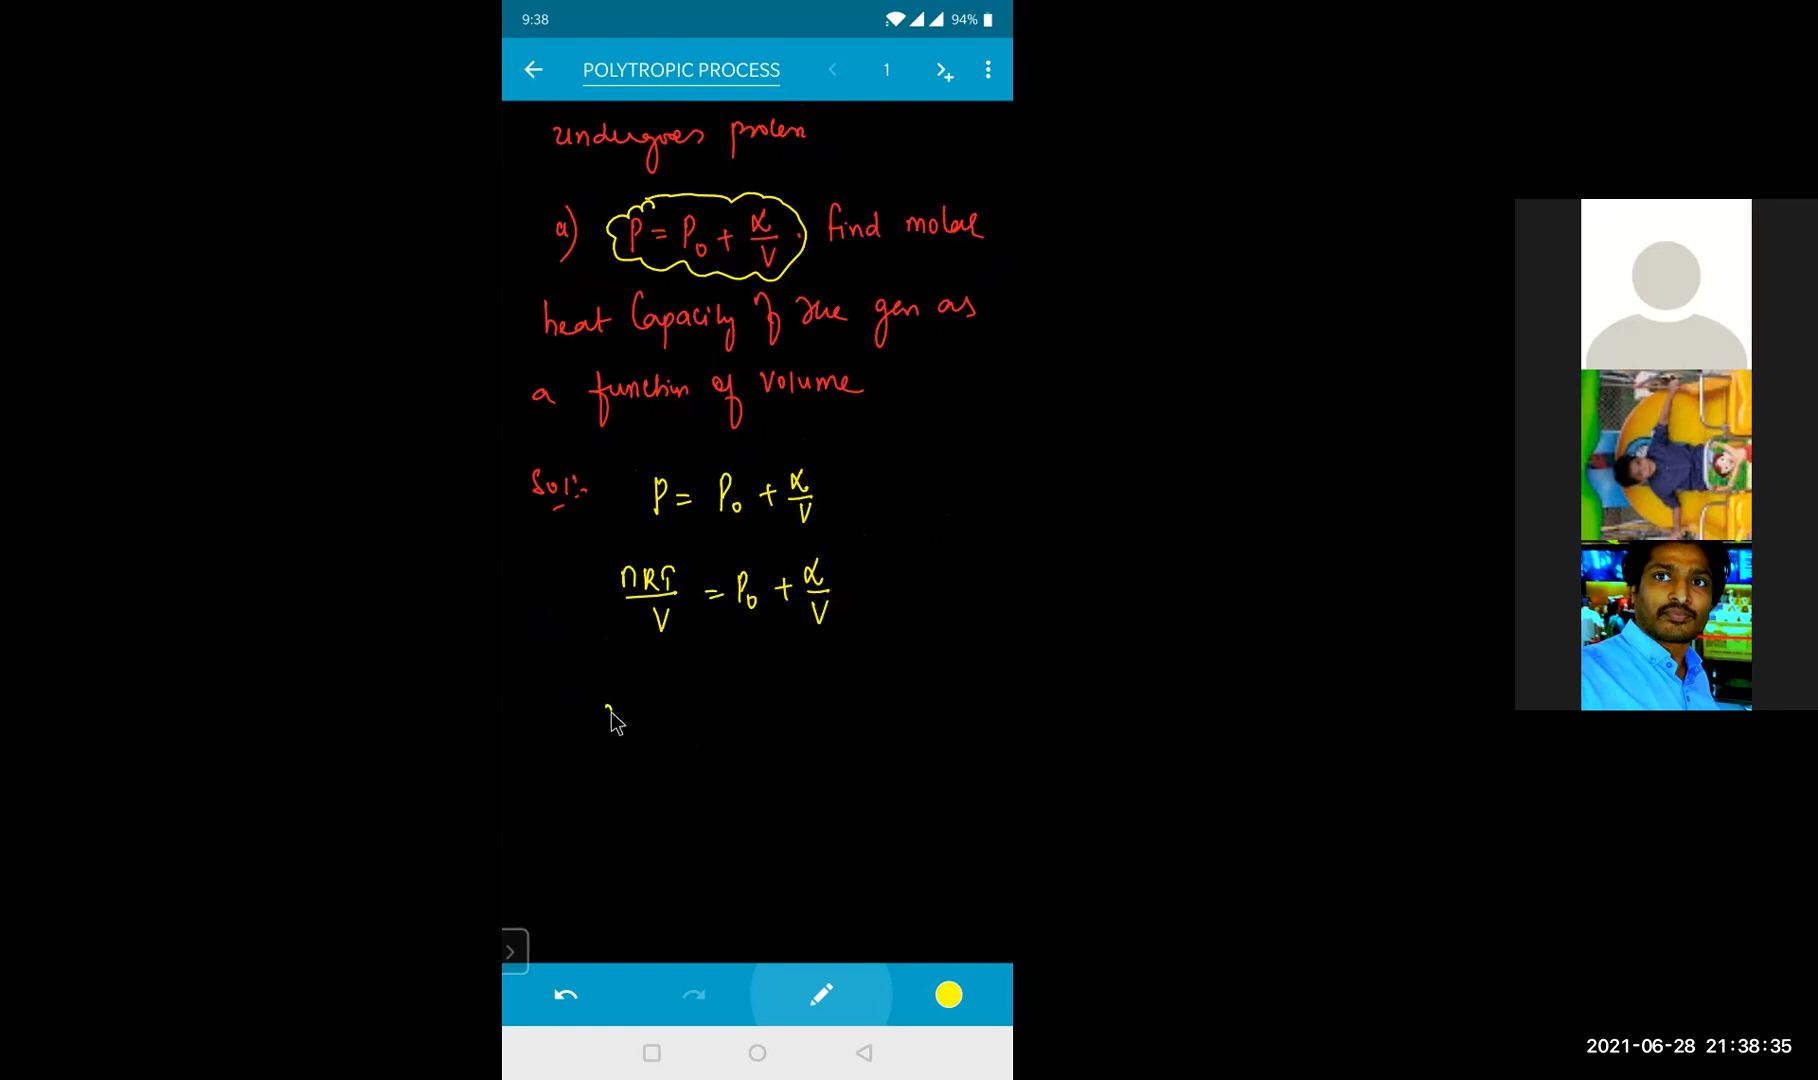 9:38
94%
POLYTROPIC PROCESS
1
undergoes process
a) P = P₀ + α/V . find molar
heat Capacity of the gas as
a function of volume
Sol:-
P = P₀ + α/V
nRT/V = P₀ + α/V
2021-06-28 21:38:35